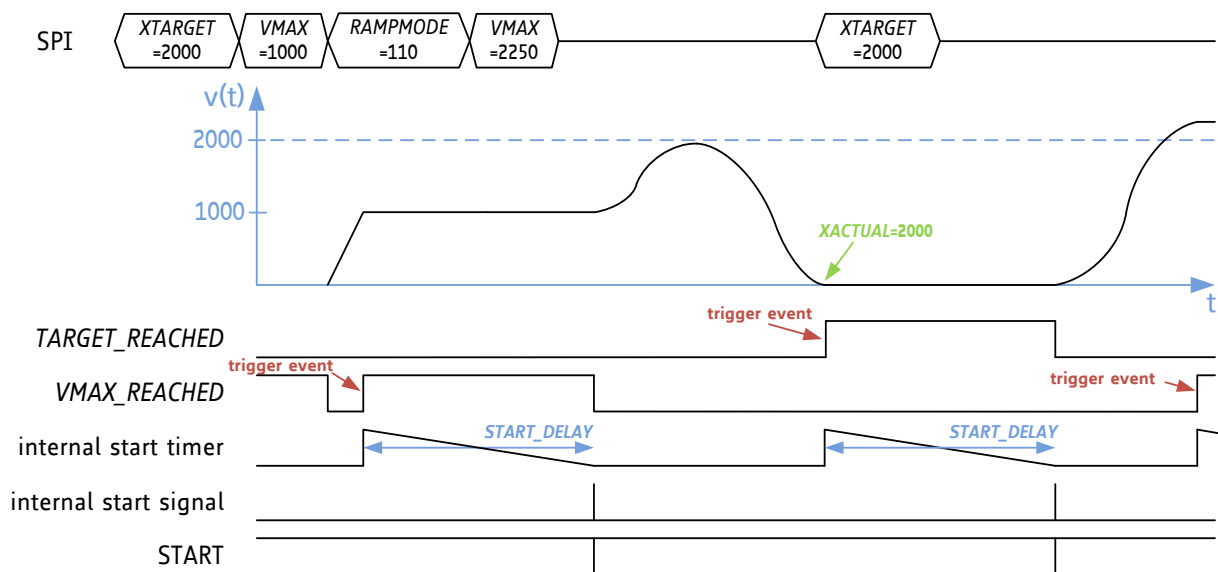 SPI
XTARGET
=2000
VMAX
=1000
RAMPMODE
=110
VMAX
=2250
XTARGET
=2000
v(t)
2000
1000
XACTUAL=2000
t
trigger event
TARGET_REACHED
trigger event
VMAX_REACHED
trigger event
internal start timer
START_DELAY
START_DELAY
internal start signal
START